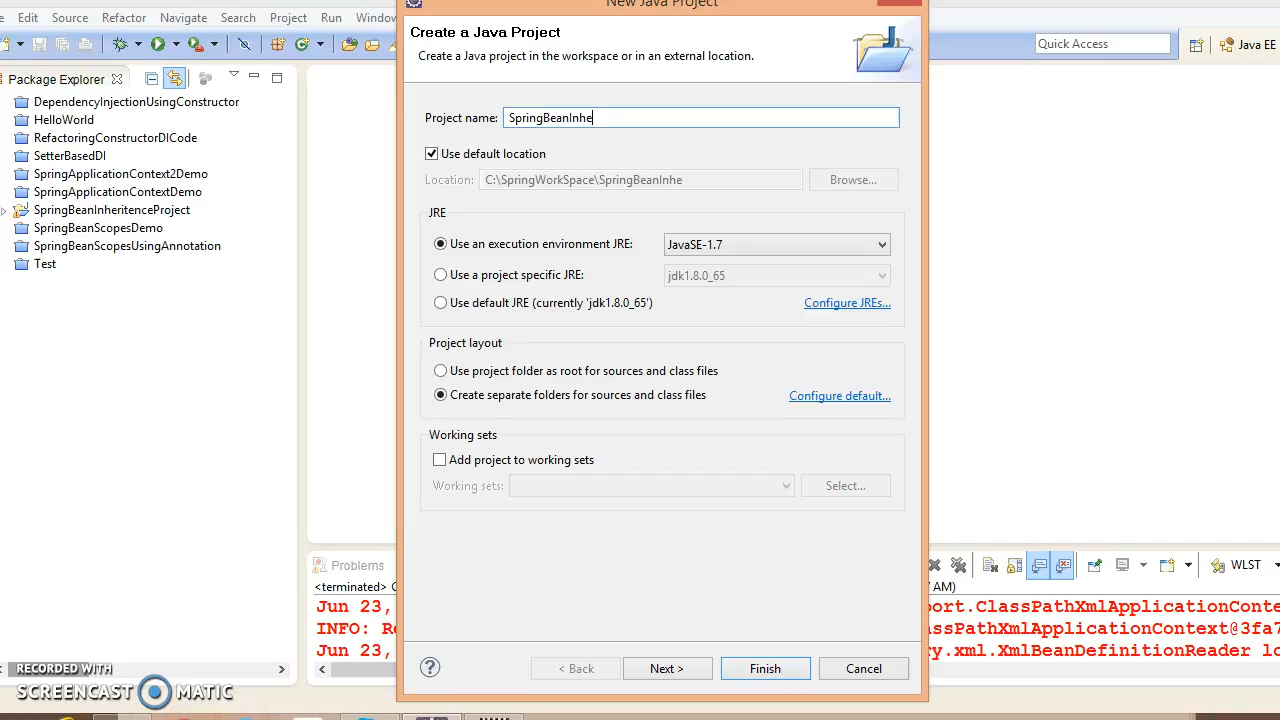 New Java Project
Edit Source Refactor Navigate Search Project Run Window
Quick Access
Java EE
Create a Java Project
Create a Java project in the workspace or in an external location.
Package Explorer
DependencyInjectionUsingConstructor
HelloWorld
RefactoringConstructorDICode
SetterBasedDI
SpringApplicationContext2Demo
SpringApplicationContextDemo
SpringBeanInheritenceProject
SpringBeanScopesDemo
SpringBeanScopesUsingAnnotation
Test
Project name: SpringBeanInhe
Use default location
Location: C:\SpringWorkSpace\SpringBeanInhe Browse...
JRE
Use an execution environment JRE: JavaSE-1.7
Use a project specific JRE: jdk1.8.0_65
Use default JRE (currently 'jdk1.8.0_65') Configure JREs...
Project layout
Use project folder as root for sources and class files
Create separate folders for sources and class files Configure default...
Working sets
Add project to working sets
Working sets: Select...
? < Back Next > Finish Cancel
Problems
WLST
<terminated>
AM)
Jun 23, port.ClassPathXmlApplicationConte
INFO: Re assPathXmlApplicationContext@3fa7
Jun 23, y.xml.XmlBeanDefinitionReader lo
RECORDED WITH
SCREENCAST MATIC